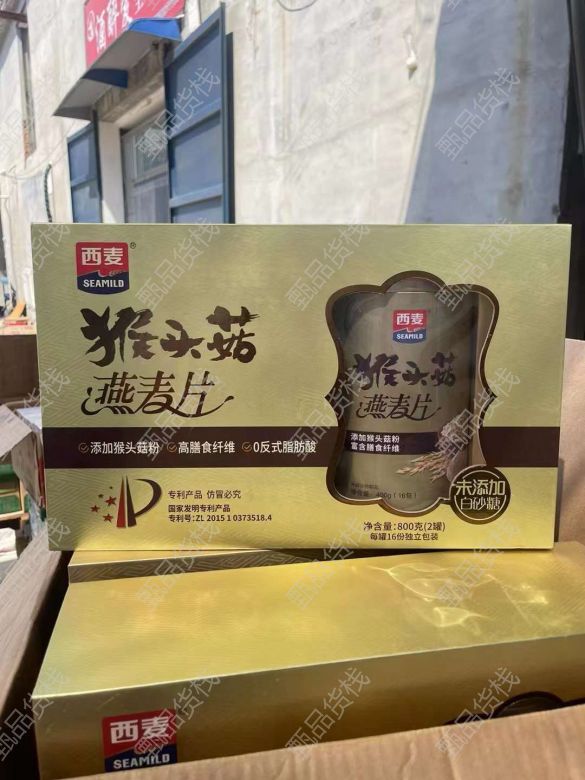 酒
西麦®
SEAMILD
猴头菇
燕麦片
添加猴头菇粉 高膳食纤维 0反式脂肪酸
专利产品 仿冒必究
国家发明专利产品
专利号:ZL 2015 1 0373518.4
西麦
SEAMILD
猴头菇
燕麦片
添加猴头菇粉
富含膳食纤维
400g(16包)
未添加
白砂糖
净含量:800克(2罐)
每罐16份独立包装
西麦
SEAMILD
甄品货栈